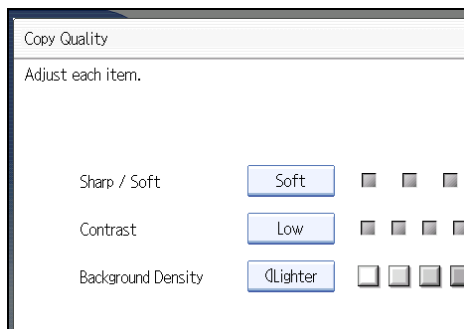 Copy Quality
Adjust each item.
Sharp / Soft Soft
Contrast Low
Background Density Lighter